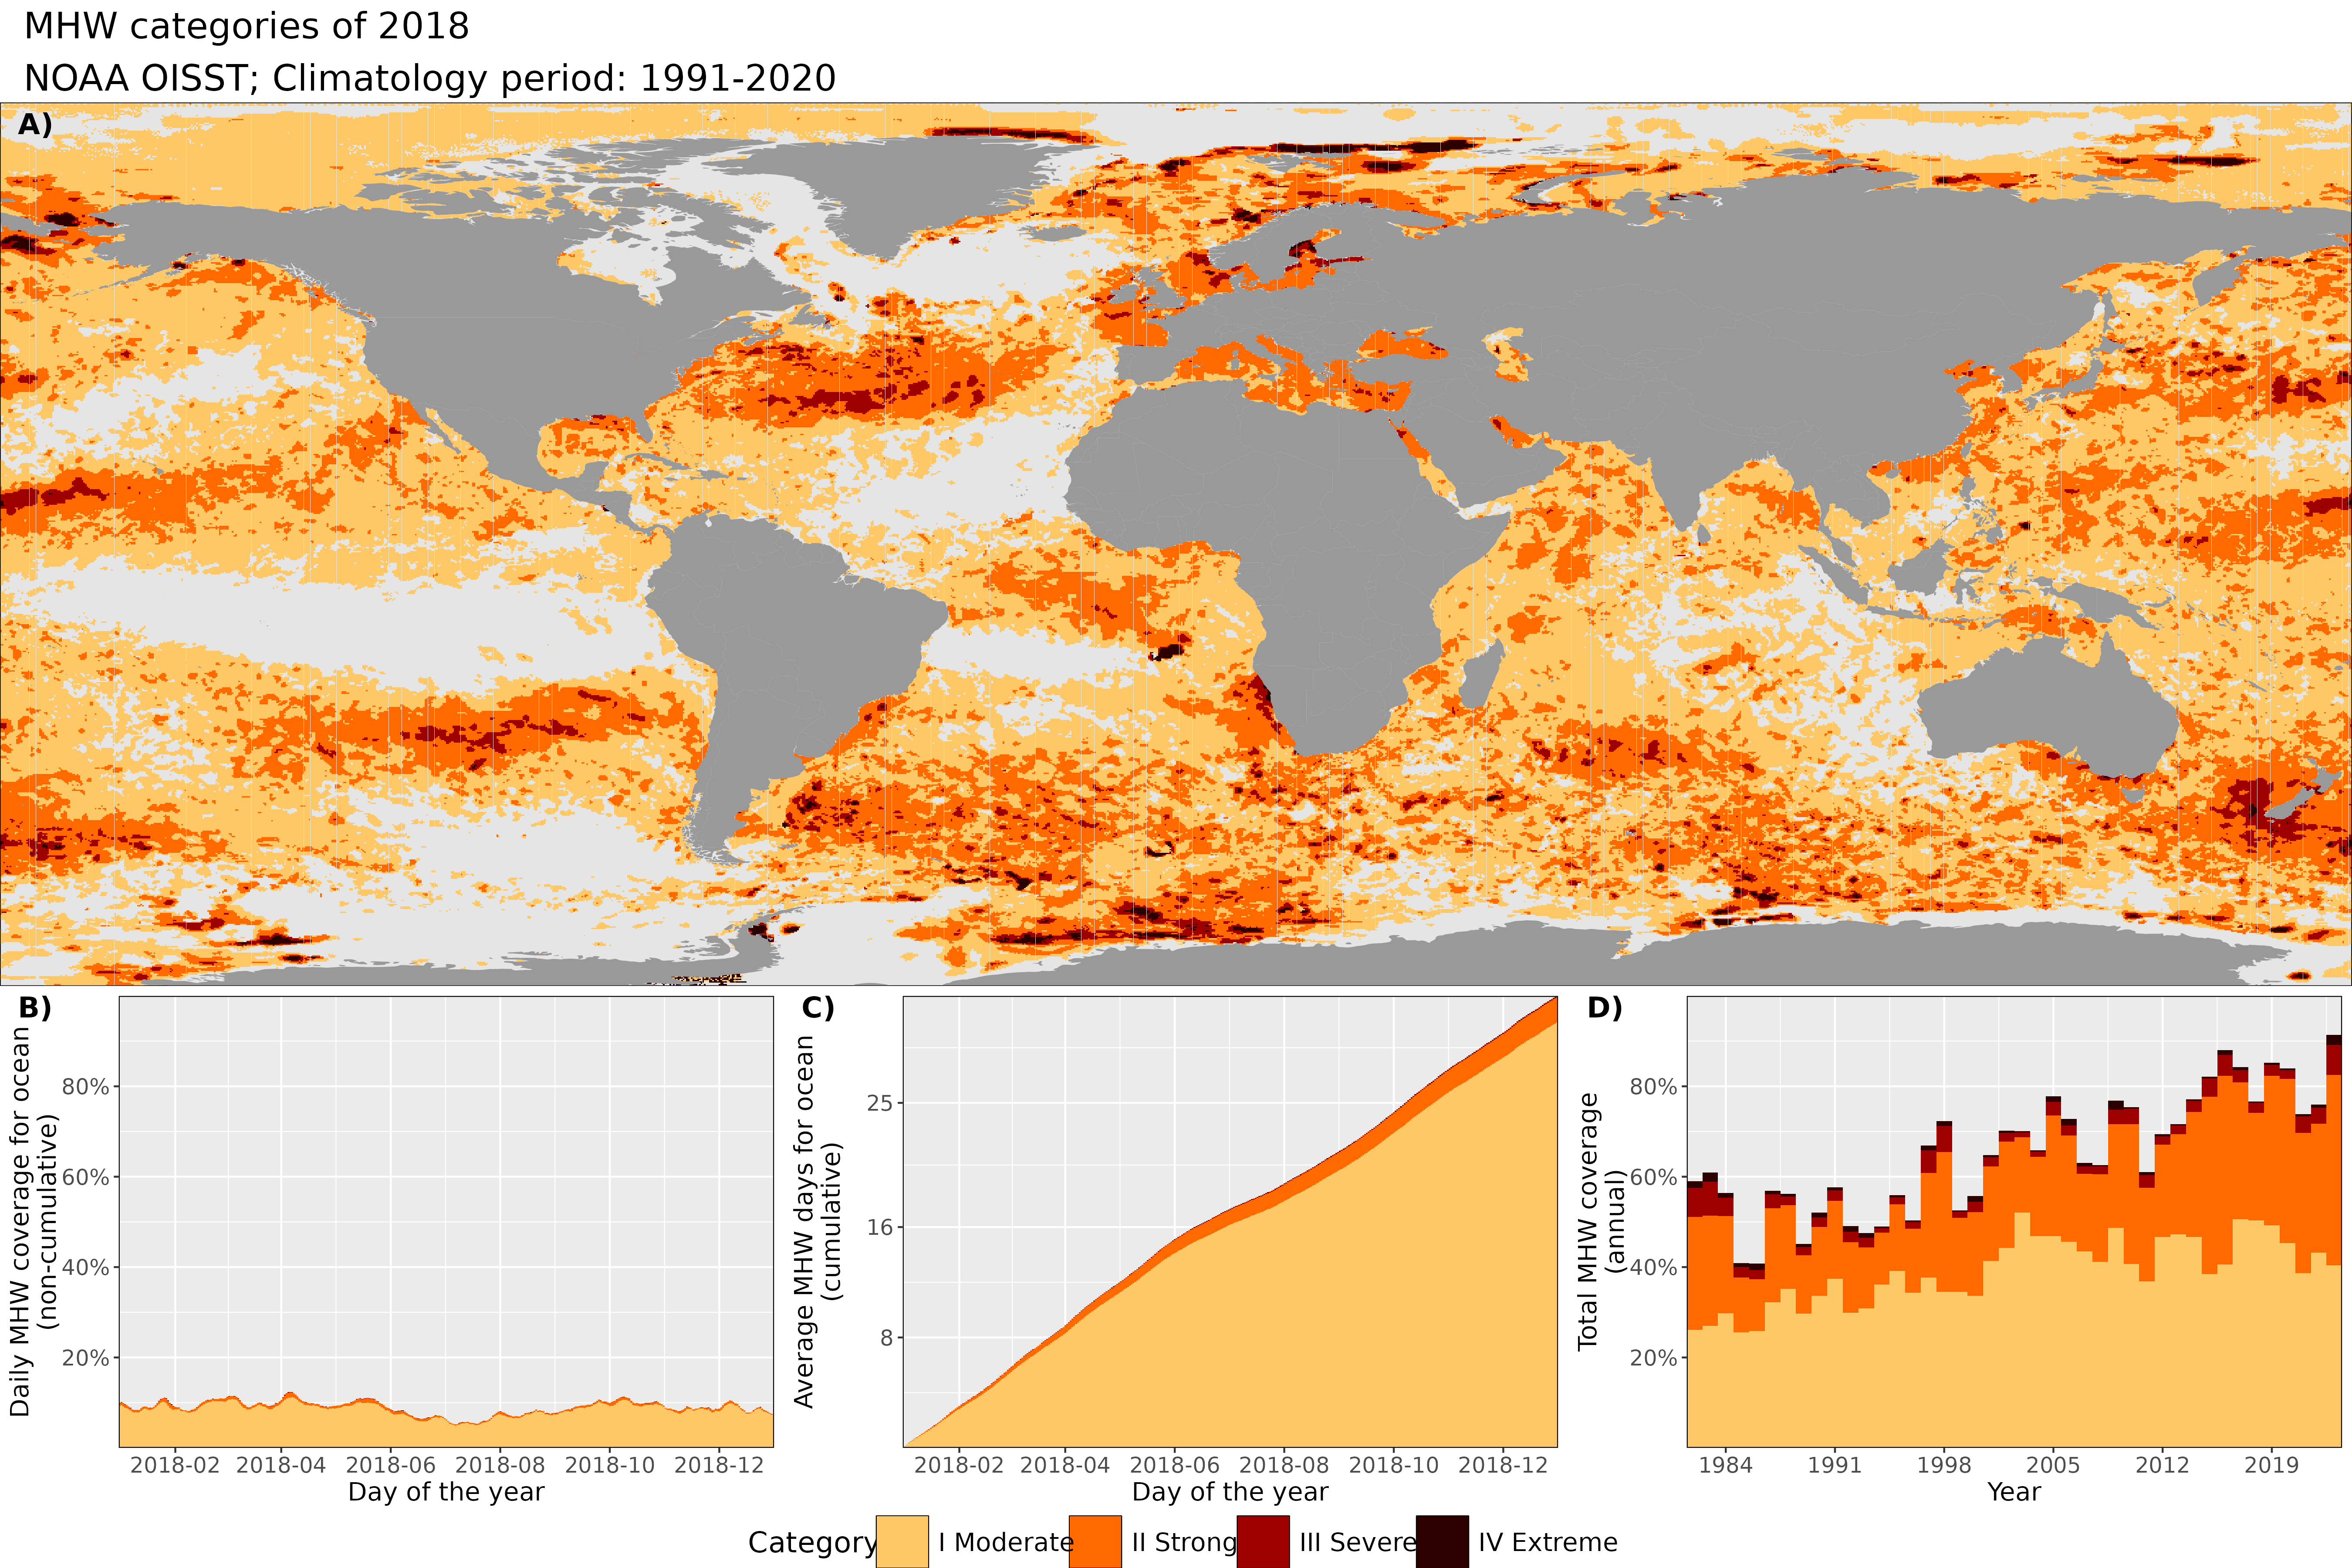 MHW categories of 2018
NOAA OISST; Climatology period: 1991-2020
A)
B)
Daily MHW coverage for ocean
(non-cumulative)
80%
60%
40%
20%
2018-02 2018-04 2018-06 2018-08 2018-10 2018-12
Day of the year
C)
Average MHW days for ocean
(cumulative)
25
16
8
2018-02 2018-04 2018-06 2018-08 2018-10 2018-12
Day of the year
D)
Total MHW coverage
(annual)
80%
60%
40%
20%
1984 1991 1998 2005 2012 2019
Year
Category I Moderate II Strong III Severe IV Extreme